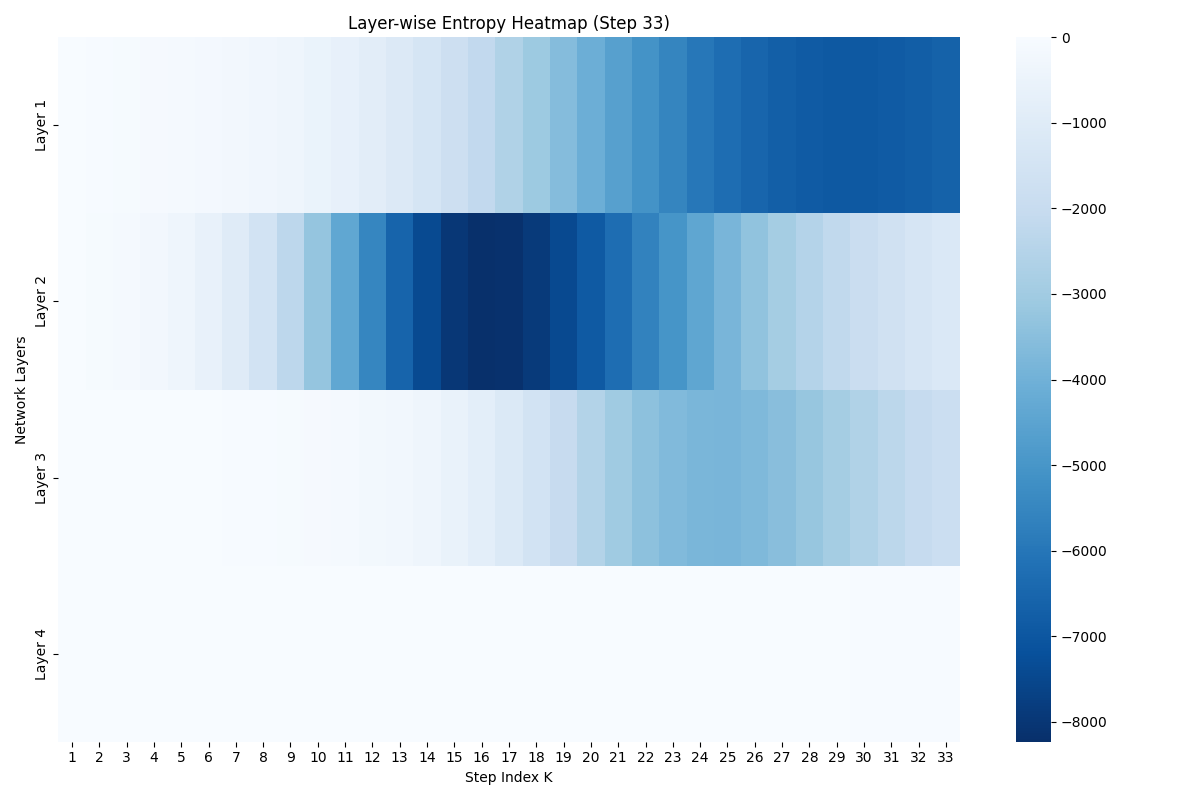 Layer-wise Entropy Heatmap (Step 33)
Network Layers
Layer 1
Layer 2
Layer 3
Layer 4
1 2 3 4 5 6 7 8 9 10 11 12 13 14 15 16 17 18 19 20 21 22 23 24 25 26 27 28 29 30 31 32 33
Step Index K
0
−1000
−2000
−3000
−4000
−5000
−6000
−7000
−8000